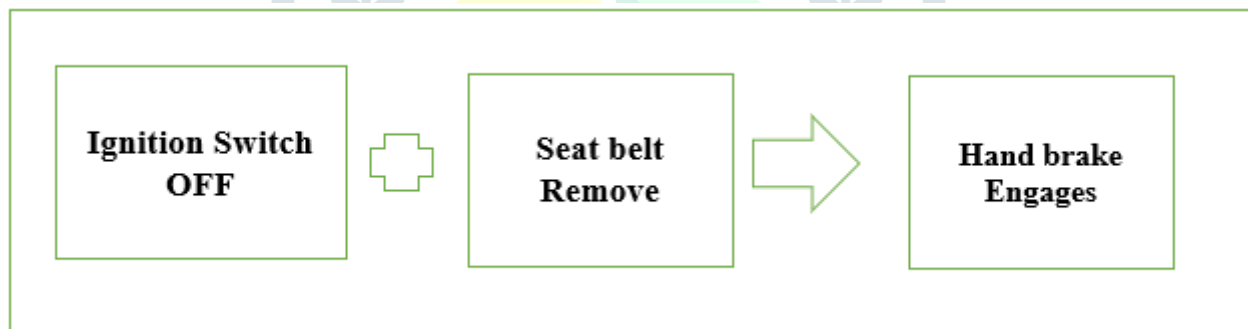 Ignition Switch
OFF
Seat belt
Remove
Hand brake
Engages